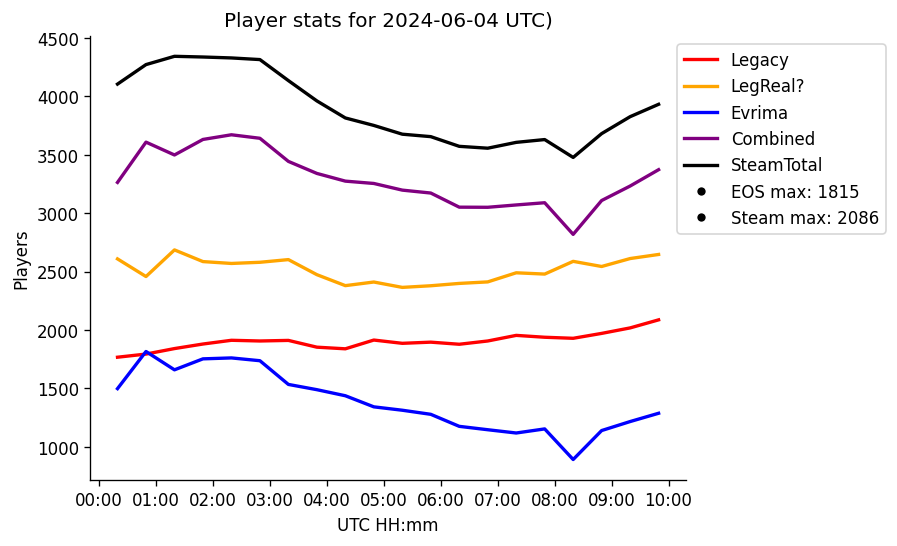 Player stats for 2024-06-04 UTC)
4500
4000
3500
3000
2500
2000
1500
1000
Players
00:00 01:00 02:00 03:00 04:00 05:00 06:00 07:00 08:00 09:00 10:00
UTC HH:mm
Legacy
LegReal?
Evrima
Combined
SteamTotal
EOS max: 1815
Steam max: 2086